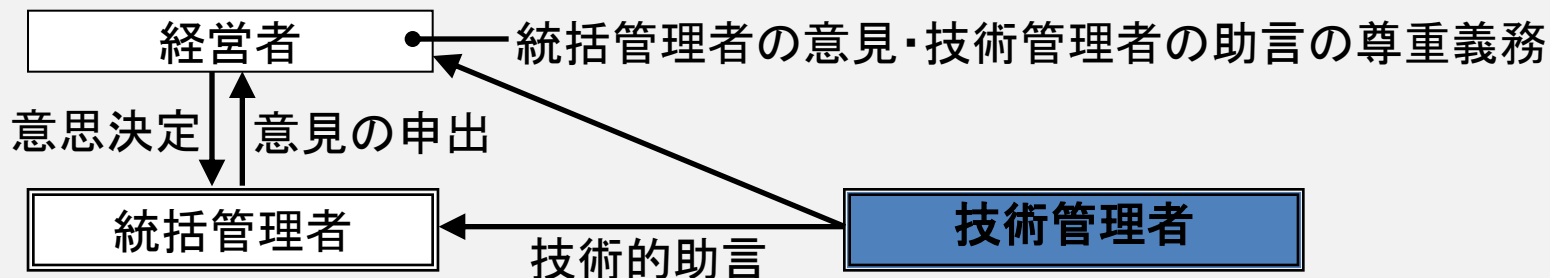 経営者
統括管理者の意見・技術管理者の助言の尊重義務
意思決定
意見の申出
統括管理者
技術管理者
技術的助言